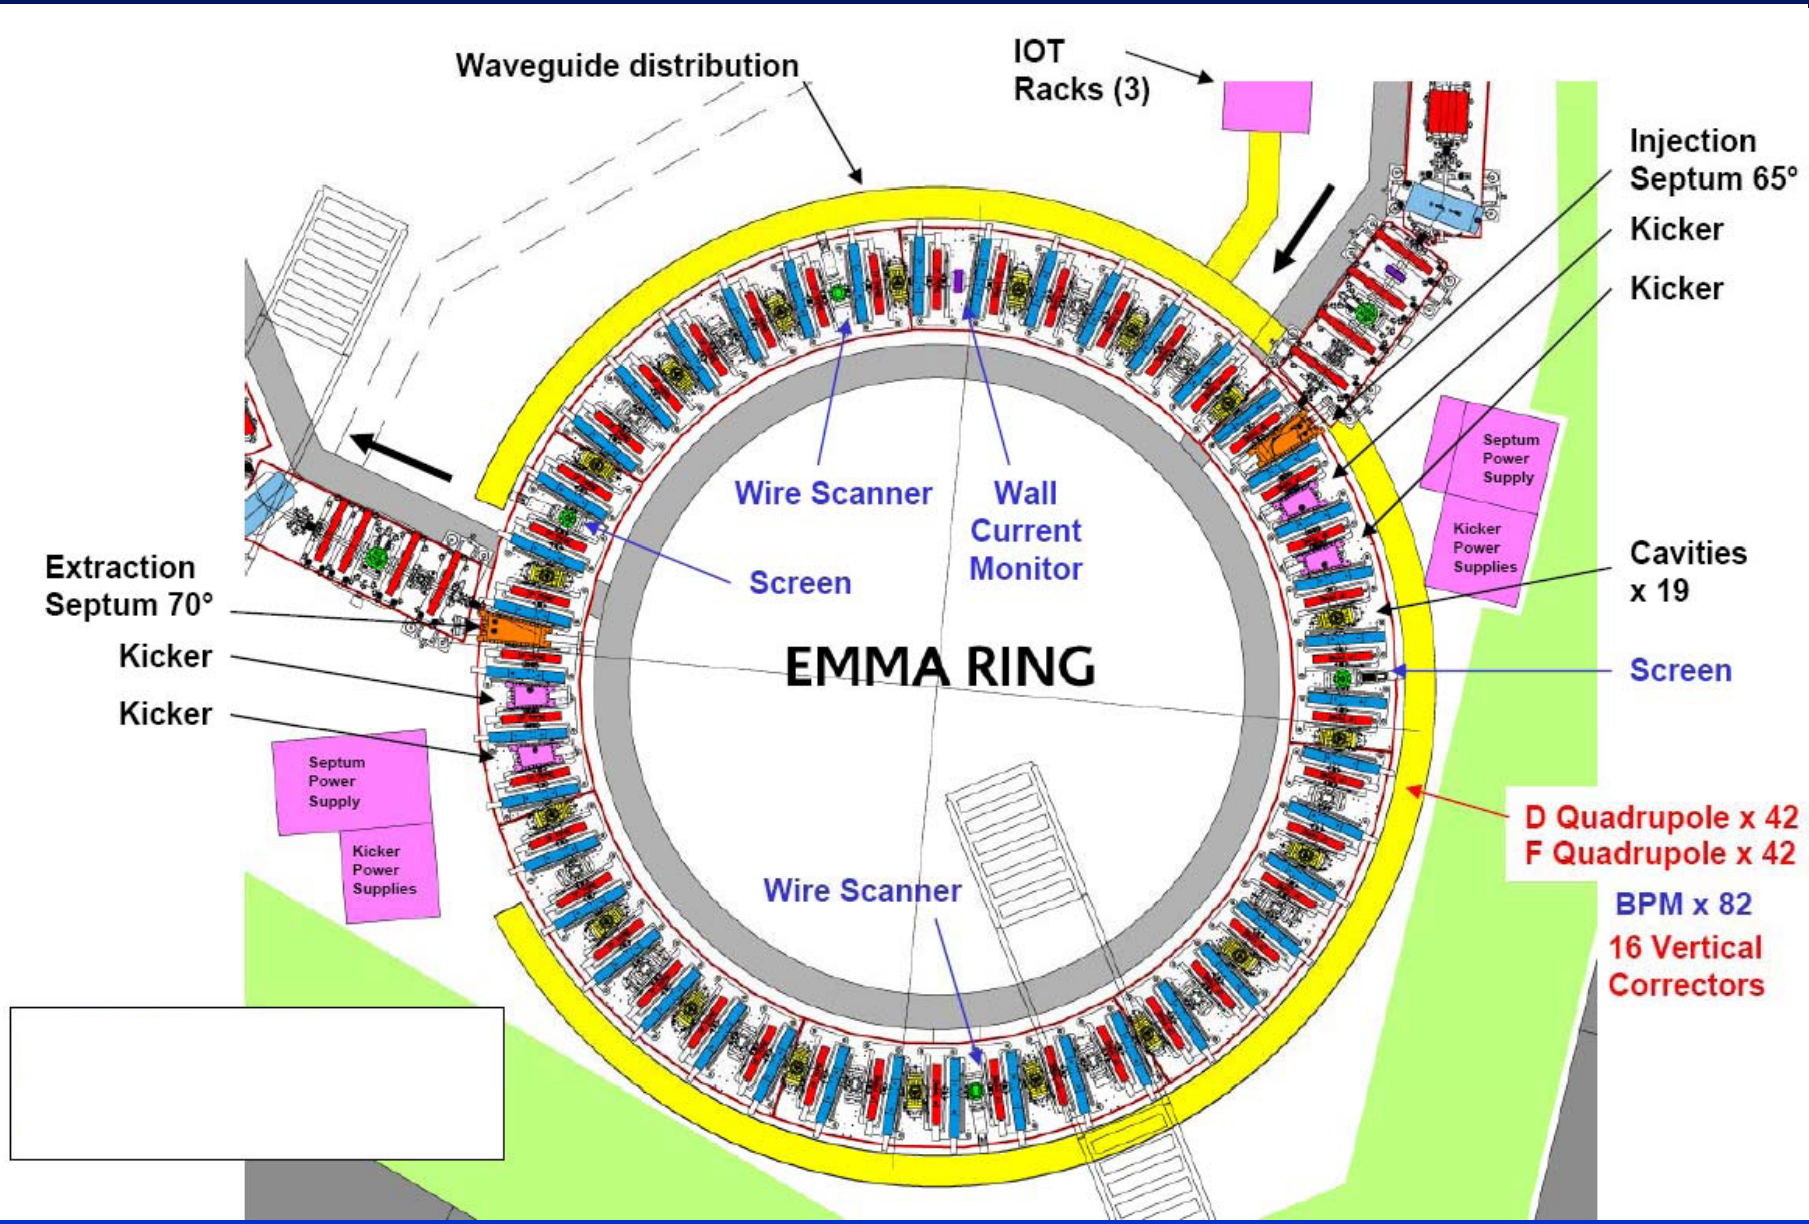 Waveguide distribution
IOT
Racks (3)
Injection
Septum 65º
Kicker
Kicker
Septum
Power
Supply
Kicker
Power
Supplies
Wire Scanner
Wall
Current
Monitor
Screen
Extraction
Septum 70°
Kicker
Kicker
Cavities
x 19
EMMA RING
Screen
Septum
Power
Supply
Kicker
Power
Supplies
D Quadrupole x 42
F Quadrupole x 42
BPM x 82
16 Vertical
Correctors
Wire Scanner